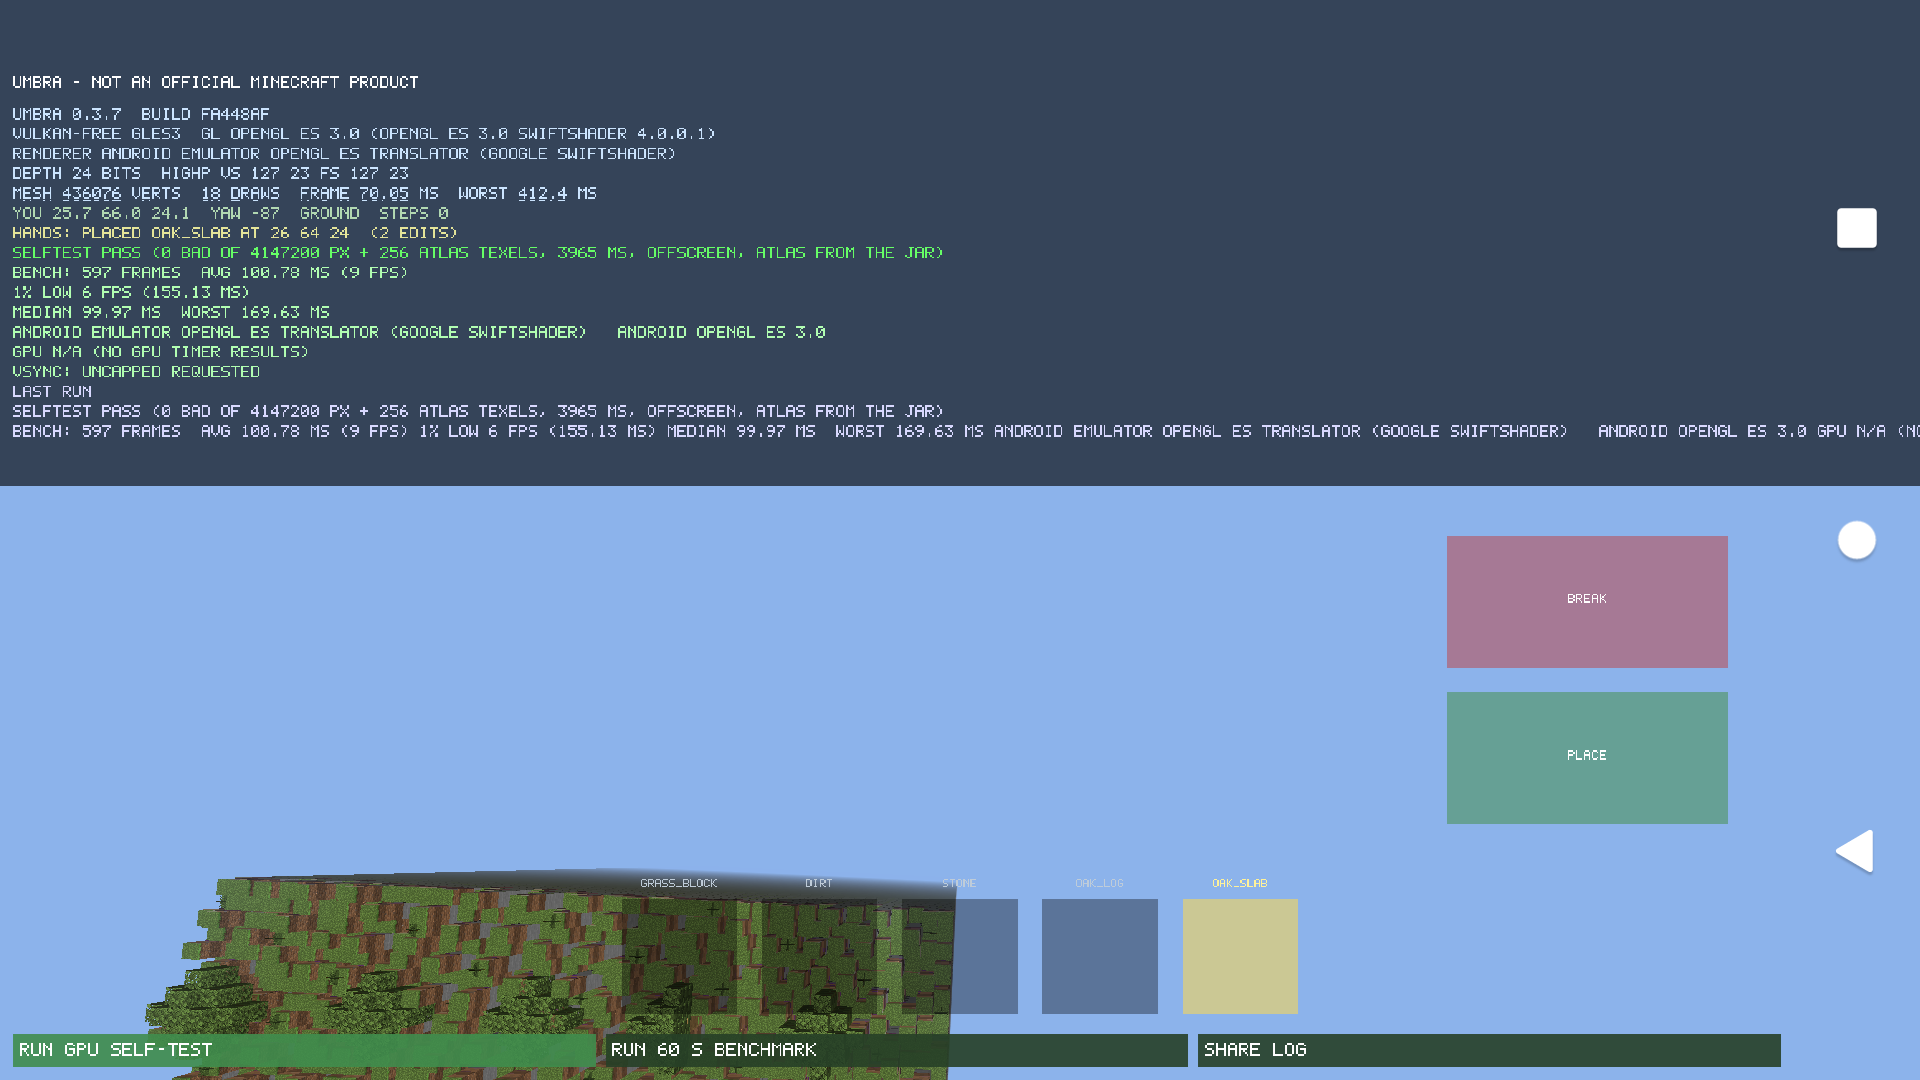 UMBRA - NOT AN OFFICIAL MINECRAFT PRODUCT
UMBRA 0.3.7  BUILD FA448AF
VULKAN-FREE GLES3  GL OPENGL ES 3.0 (OPENGL ES 3.0 SWIFTSHADER 4.0.0.1)
RENDERER ANDROID EMULATOR OPENGL ES TRANSLATOR (GOOGLE SWIFTSHADER)
DEPTH 24 BITS  HIGHP VS 127 23 FS 127 23
MESH 436076 VERTS  18 DRAWS  FRAME 70.05 MS  WORST 412.4 MS
YOU 25.7 66.0 24.1  YAW -87  GROUND  STEPS 0
HANDS: PLACED OAK_SLAB AT 26 64 24  (2 EDITS)
SELFTEST PASS (0 BAD OF 4147200 PX + 256 ATLAS TEXELS, 3965 MS, OFFSCREEN, ATLAS FROM THE JAR)
BENCH: 597 FRAMES  AVG 100.78 MS (9 FPS)
1% LOW 6 FPS (155.13 MS)
MEDIAN 99.97 MS  WORST 169.63 MS
ANDROID EMULATOR OPENGL ES TRANSLATOR (GOOGLE SWIFTSHADER)   ANDROID OPENGL ES 3.0
GPU N/A (NO GPU TIMER RESULTS)
VSYNC: UNCAPPED REQUESTED
LAST RUN
SELFTEST PASS (0 BAD OF 4147200 PX + 256 ATLAS TEXELS, 3965 MS, OFFSCREEN, ATLAS FROM THE JAR)
BENCH: 597 FRAMES  AVG 100.78 MS (9 FPS) 1% LOW 6 FPS (155.13 MS) MEDIAN 99.97 MS  WORST 169.63 MS ANDROID EMULATOR OPENGL ES TRANSLATOR (GOOGLE SWIFTSHADER)   ANDROID OPENGL ES 3.0 GPU N/A (NO
BREAK
PLACE
GRASS_BLOCK DIRT STONE OAK_LOG OAK_SLAB
RUN GPU SELF-TEST RUN 60 S BENCHMARK SHARE LOG